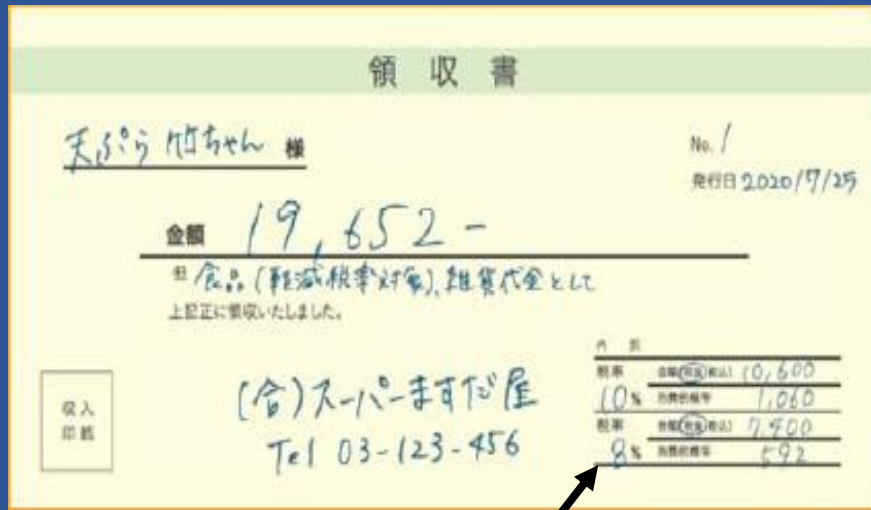 領収書
天ぷら 竹ちゃん 様
No. 1
発行日 2020/7/25
金額 19,652-
但 食品(軽減税率対象)、雑貨代金として
上記正に領収いたしました。
収入
印紙
(合)スーパーますだ屋
Tel 03-123-456
内 訳
税率 金額(税抜・税込) 10,600
10% 消費税額等 1,060
税率 金額(税抜・税込) 7,400
8% 消費税額等 592